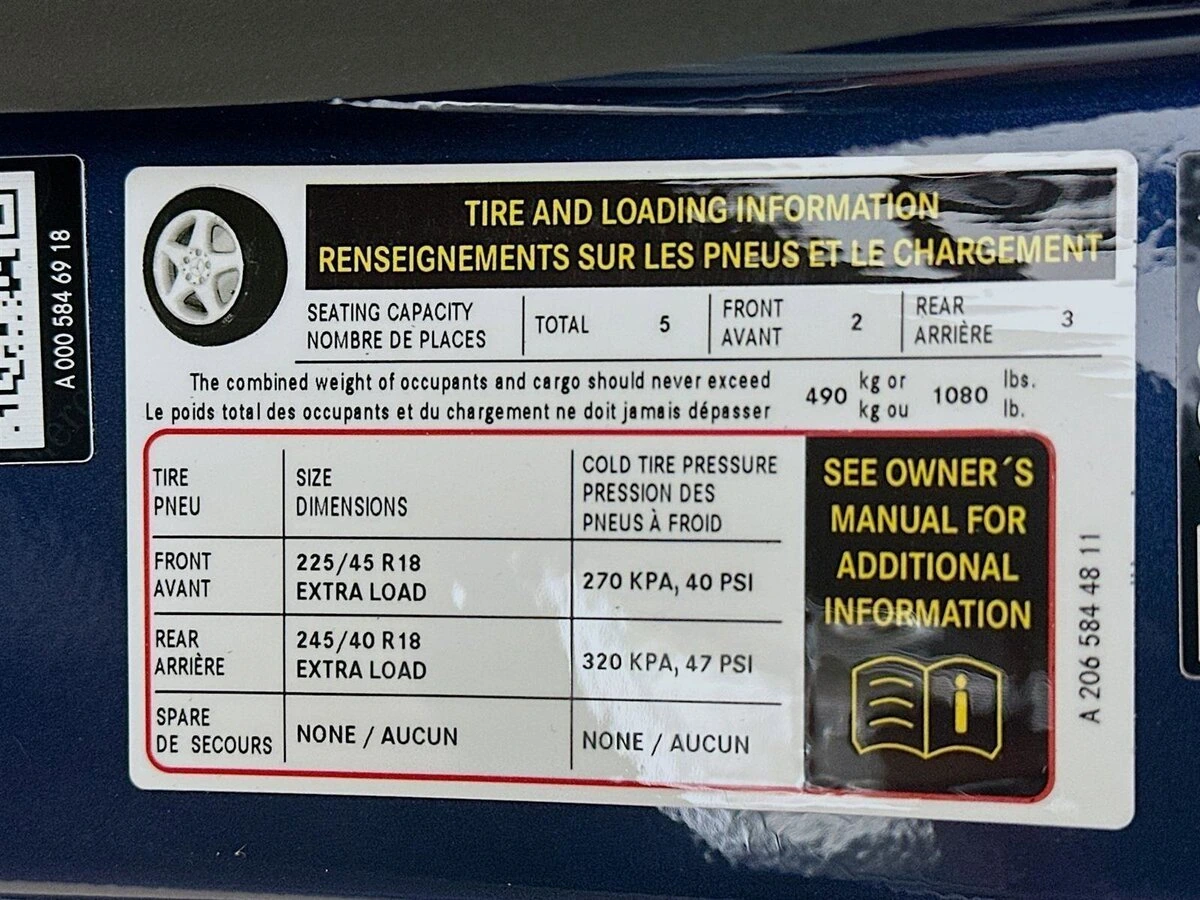 A 000 584 69 18
TIRE AND LOADING INFORMATION
RENSEIGNEMENTS SUR LES PNEUS ET LE CHARGEMENT
SEATING CAPACITY
NOMBRE DE PLACES
TOTAL 5
FRONT
AVANT
2
REAR
ARRIÈRE
3
The combined weight of occupants and cargo should never exceed 490 kg or 1080 lbs.
Le poids total des occupants et du chargement ne doit jamais dépasser kg ou lb.
TIRE
PNEU
SIZE
DIMENSIONS
COLD TIRE PRESSURE
PRESSION DES
PNEUS À FROID
FRONT
AVANT
225/45 R18
EXTRA LOAD
270 KPA, 40 PSI
REAR
ARRIÈRE
245/40 R18
EXTRA LOAD
320 KPA, 47 PSI
SPARE
DE SECOURS
NONE / AUCUN
NONE / AUCUN
SEE OWNER´S
MANUAL FOR
ADDITIONAL
INFORMATION
A 206 584 48 11